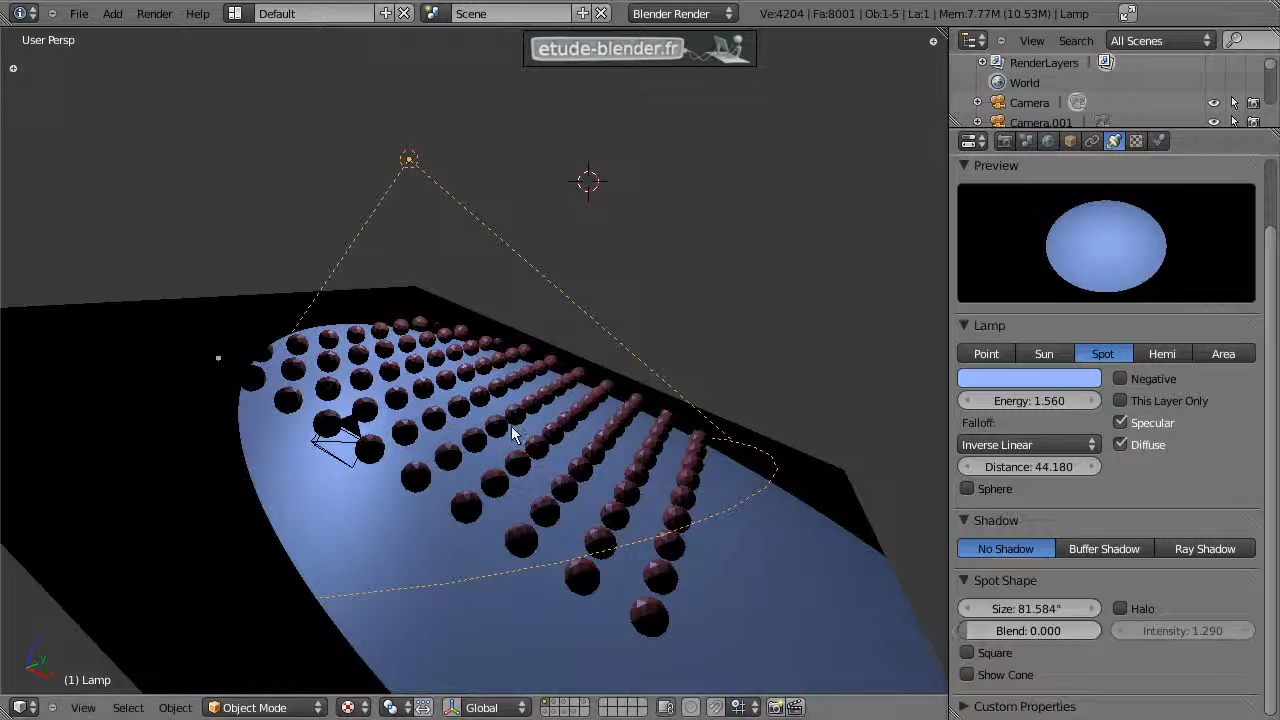 File Add Render Help Default Scene Blender Render Ve:4204 | Fa:8001 | Ob:1-5 | La:1 | Mem:7.77M (10.53M) | Lamp
User Persp
etude-blender.fr
View Search All Scenes
RenderLayers
World
Camera
Camera.001
Preview
Lamp
Point Sun Spot Hemi Area
Negative
Energy: 1.560 This Layer Only
Falloff: Specular
Inverse Linear Diffuse
Distance: 44.180
Sphere
Shadow
No Shadow Buffer Shadow Ray Shadow
Spot Shape
Size: 81.584° Halo
Blend: 0.000 Intensity: 1.290
Square
Show Cone
Custom Properties
z
y
x
(1) Lamp
View Select Object Object Mode Global